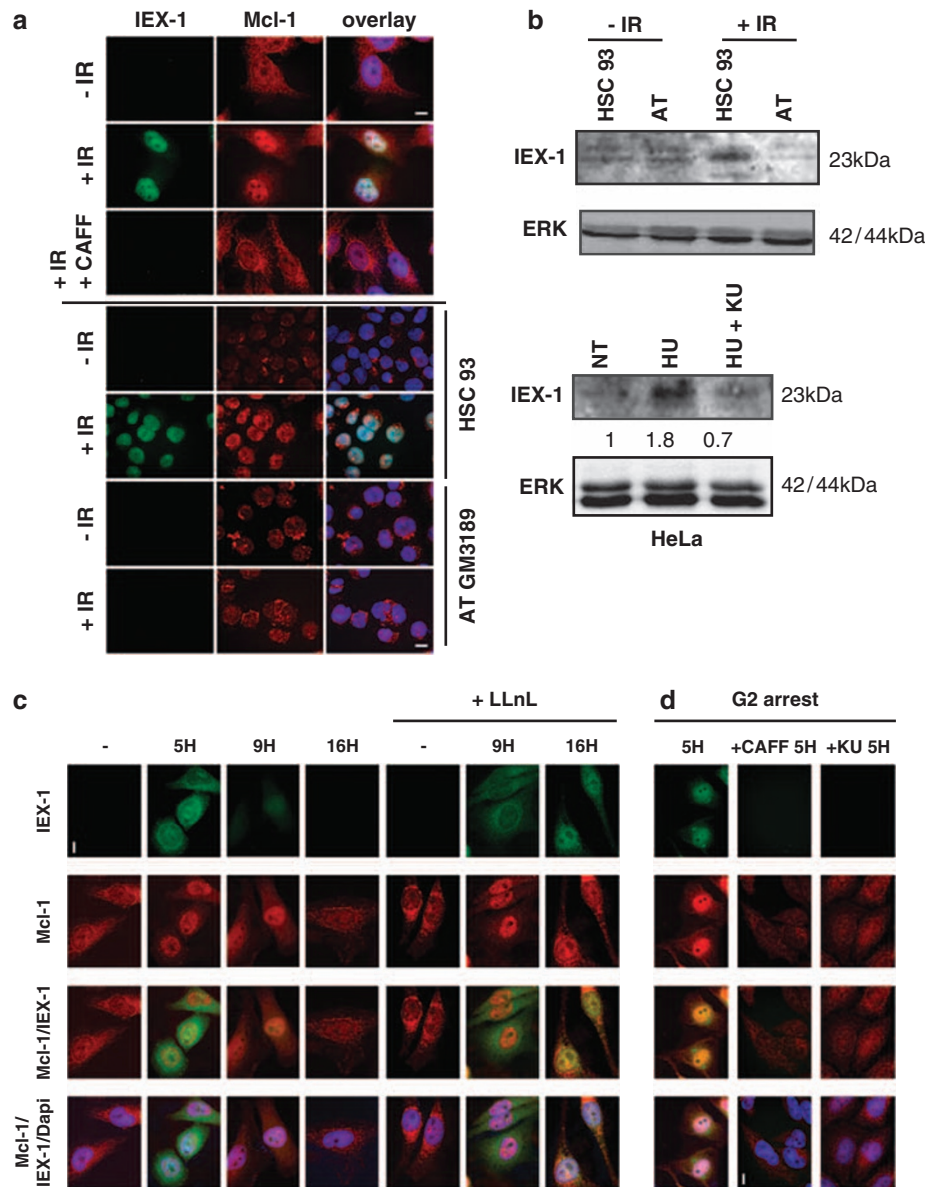 a
IEX-1 Mcl-1 overlay
- IR
+ IR
+ IR
+ CAFF
- IR
+ IR
HSC 93
- IR
+ IR
AT GM3189
b
- IR + IR
HSC 93 AT HSC 93 AT
IEX-1 23kDa
ERK 42/44kDa
NT HU HU + KU
IEX-1 23kDa
1 1.8 0.7
ERK 42/44kDa
HeLa
c
+ LLnL
- 5H 9H 16H - 9H 16H
IEX-1
Mcl-1
Mcl-1/IEX-1
Mcl-1/
IEX-1/Dapi
d G2 arrest
5H +CAFF 5H +KU 5H